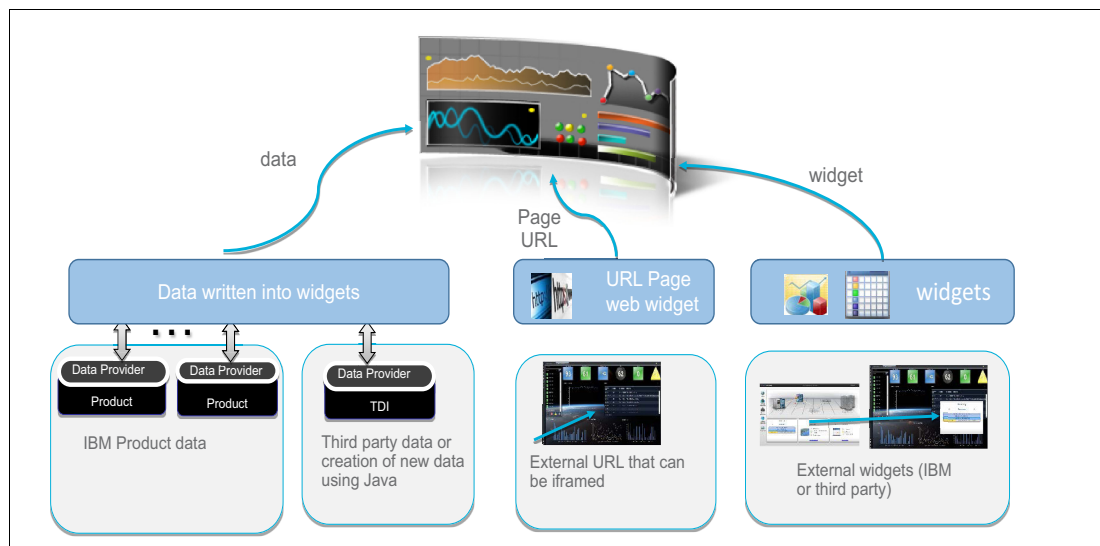 data
widget
Page
URL
Data written into widgets
URL Page
web widget
widgets
Data Provider
Product
Data Provider
Product
Data Provider
TDI
IBM Product data
Third party data or
creation of new data
using Java
External URL that can
be iframed
External widgets (IBM
or third party)